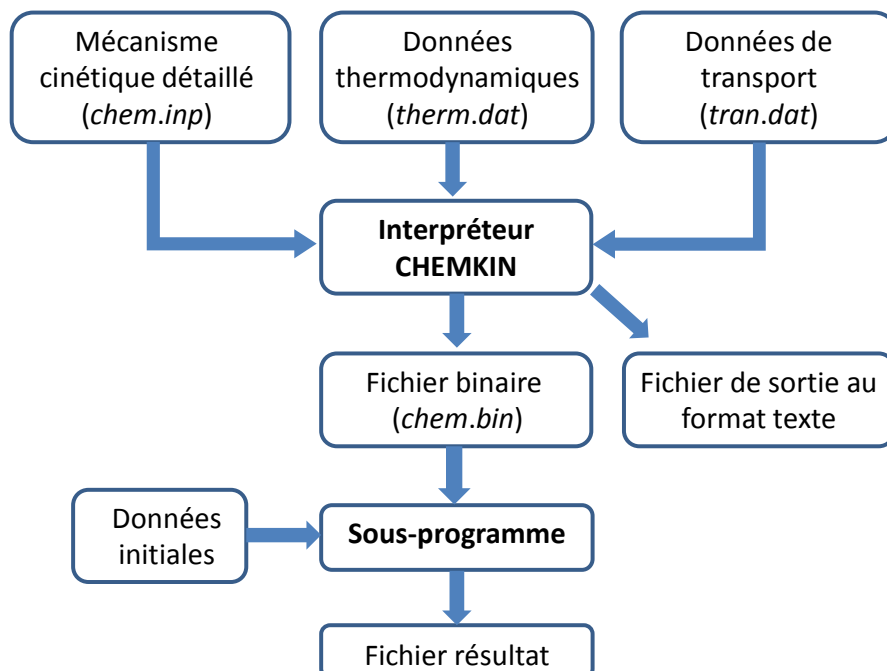 Mécanisme
cinétique détaillé
(chem.inp)
Données
thermodynamiques
(therm.dat)
Données de
transport
(tran.dat)
Interpréteur
CHEMKIN
Fichier binaire
(chem.bin)
Fichier de sortie au
format texte
Données
initiales
Sous-programme
Fichier résultat